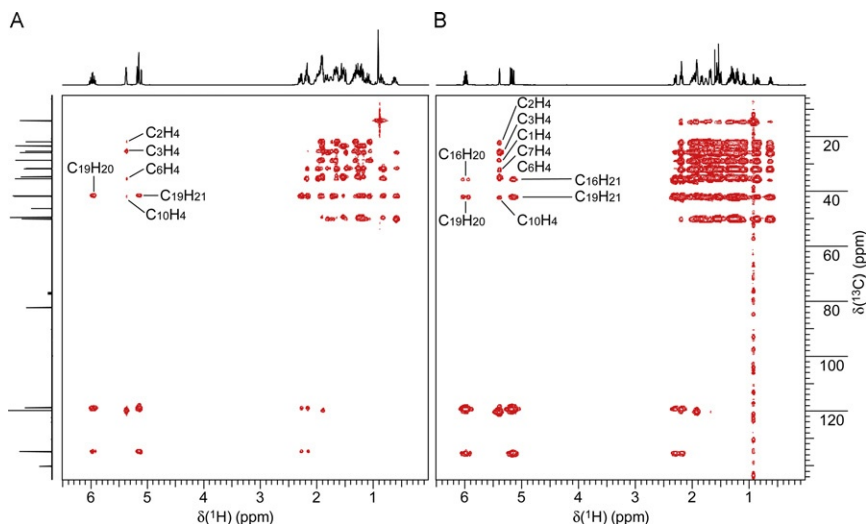 A
B
C2H4
C3H4
C6H4
C19H20
C19H21
C10H4
C2H4
C3H4
C1H4
C7H4
C6H4
C16H20
C16H21
C19H21
C19H20
C10H4
20
40
60
80
100
120
δ(13C) (ppm)
6 5 4 3 2 1
6 5 4 3 2 1
δ(1H) (ppm)
δ(1H) (ppm)